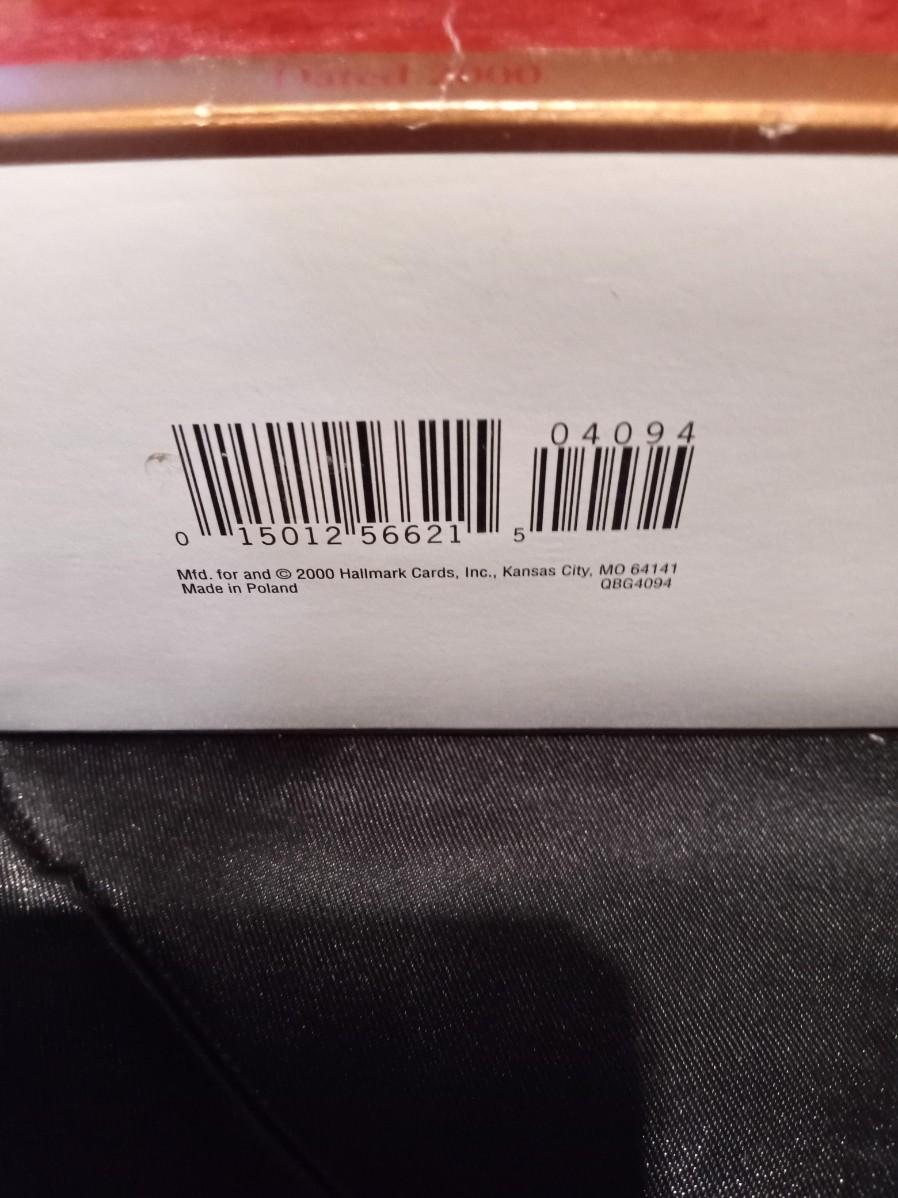 Dated 2000
04094
0 15012 56621 5
Mfd. for and © 2000 Hallmark Cards, Inc., Kansas City, MO 64141
Made in Poland QBG4094